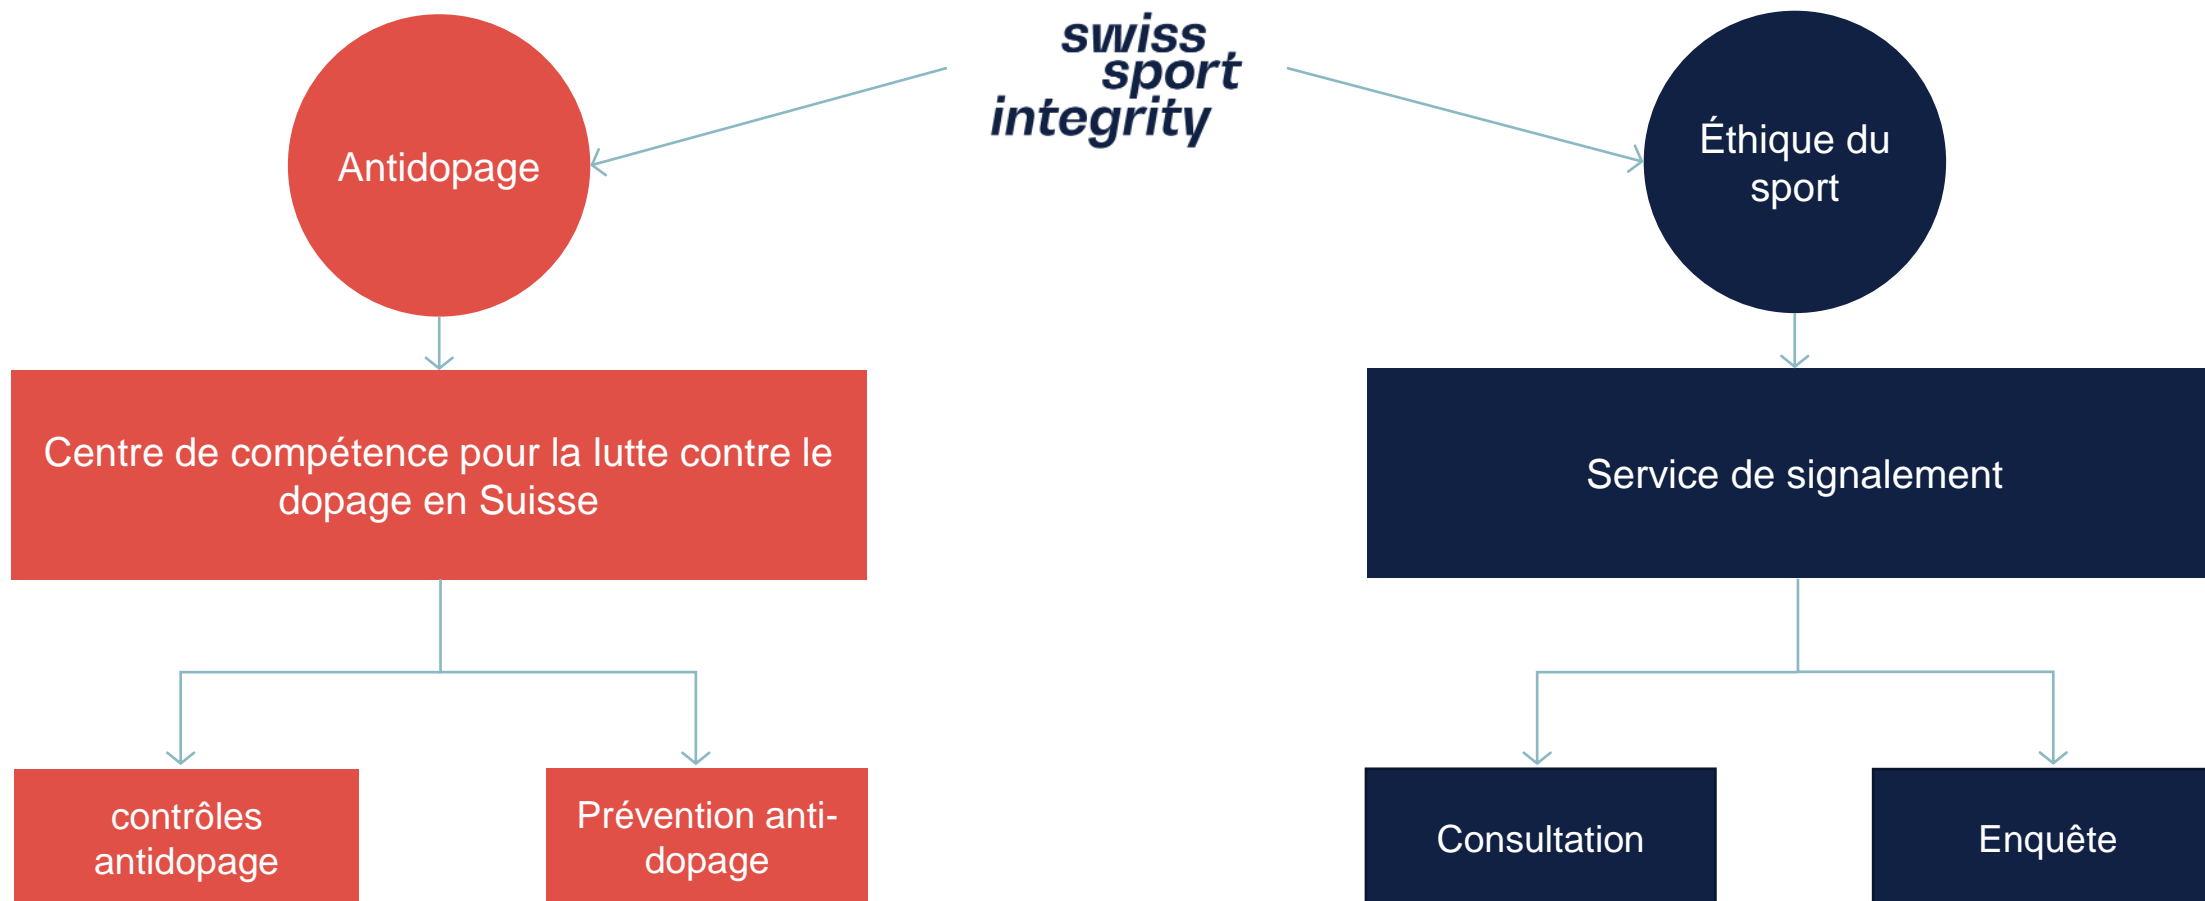 swiss
sport
integrity
Antidopage
Éthique du
sport
Centre de compétence pour la lutte contre le
dopage en Suisse
Service de signalement
contrôles
antidopage
Prévention anti-
dopage
Consultation
Enquête